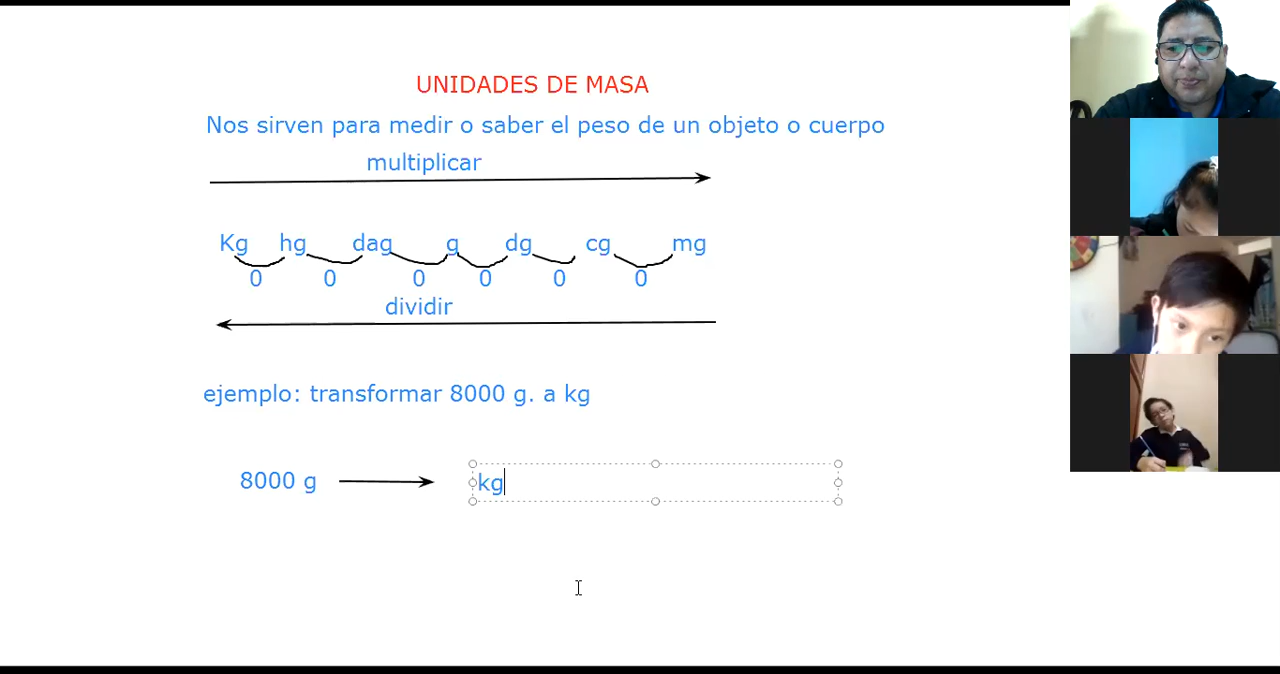 UNIDADES DE MASA
Nos sirven para medir o saber el peso de un objeto o cuerpo
multiplicar
Kg hg dag g dg cg mg
0 0 0 0 0 0
dividir
ejemplo: transformar 8000 g. a kg
8000 g kg